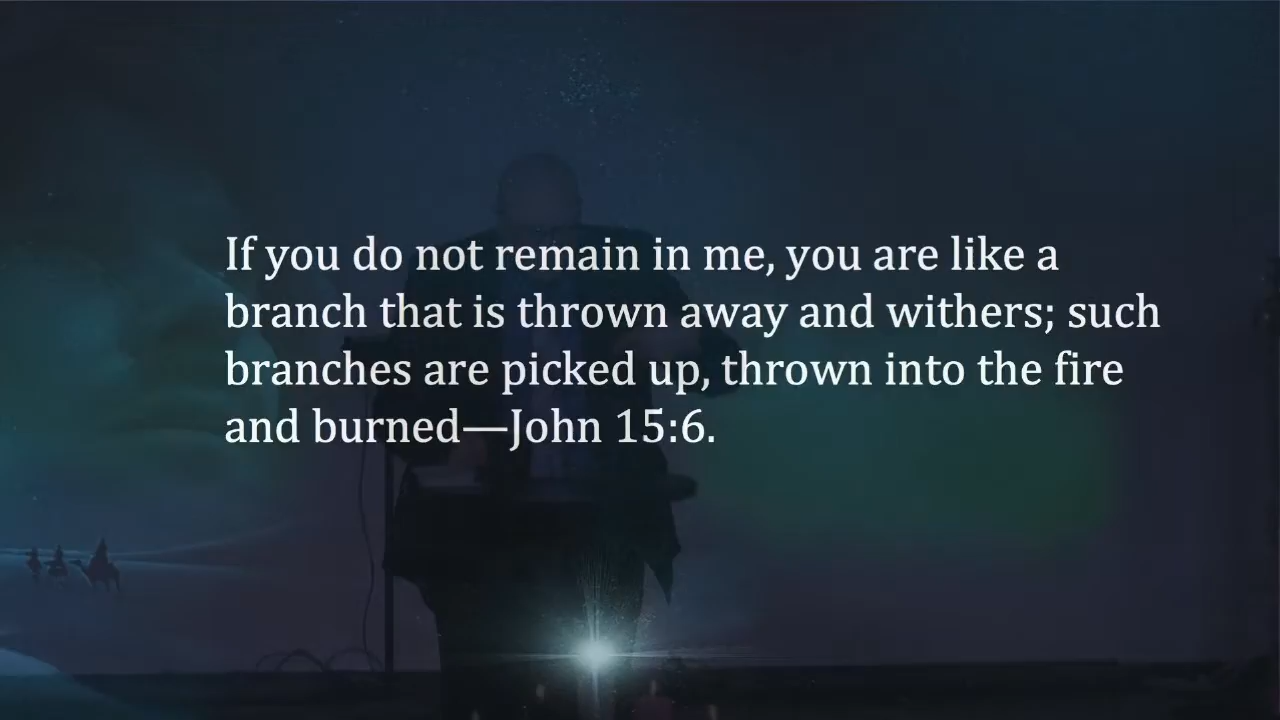 If you do not remain in me, you are like a
branch that is thrown away and withers; such
branches are picked up, thrown into the fire
and burned—John 15:6.